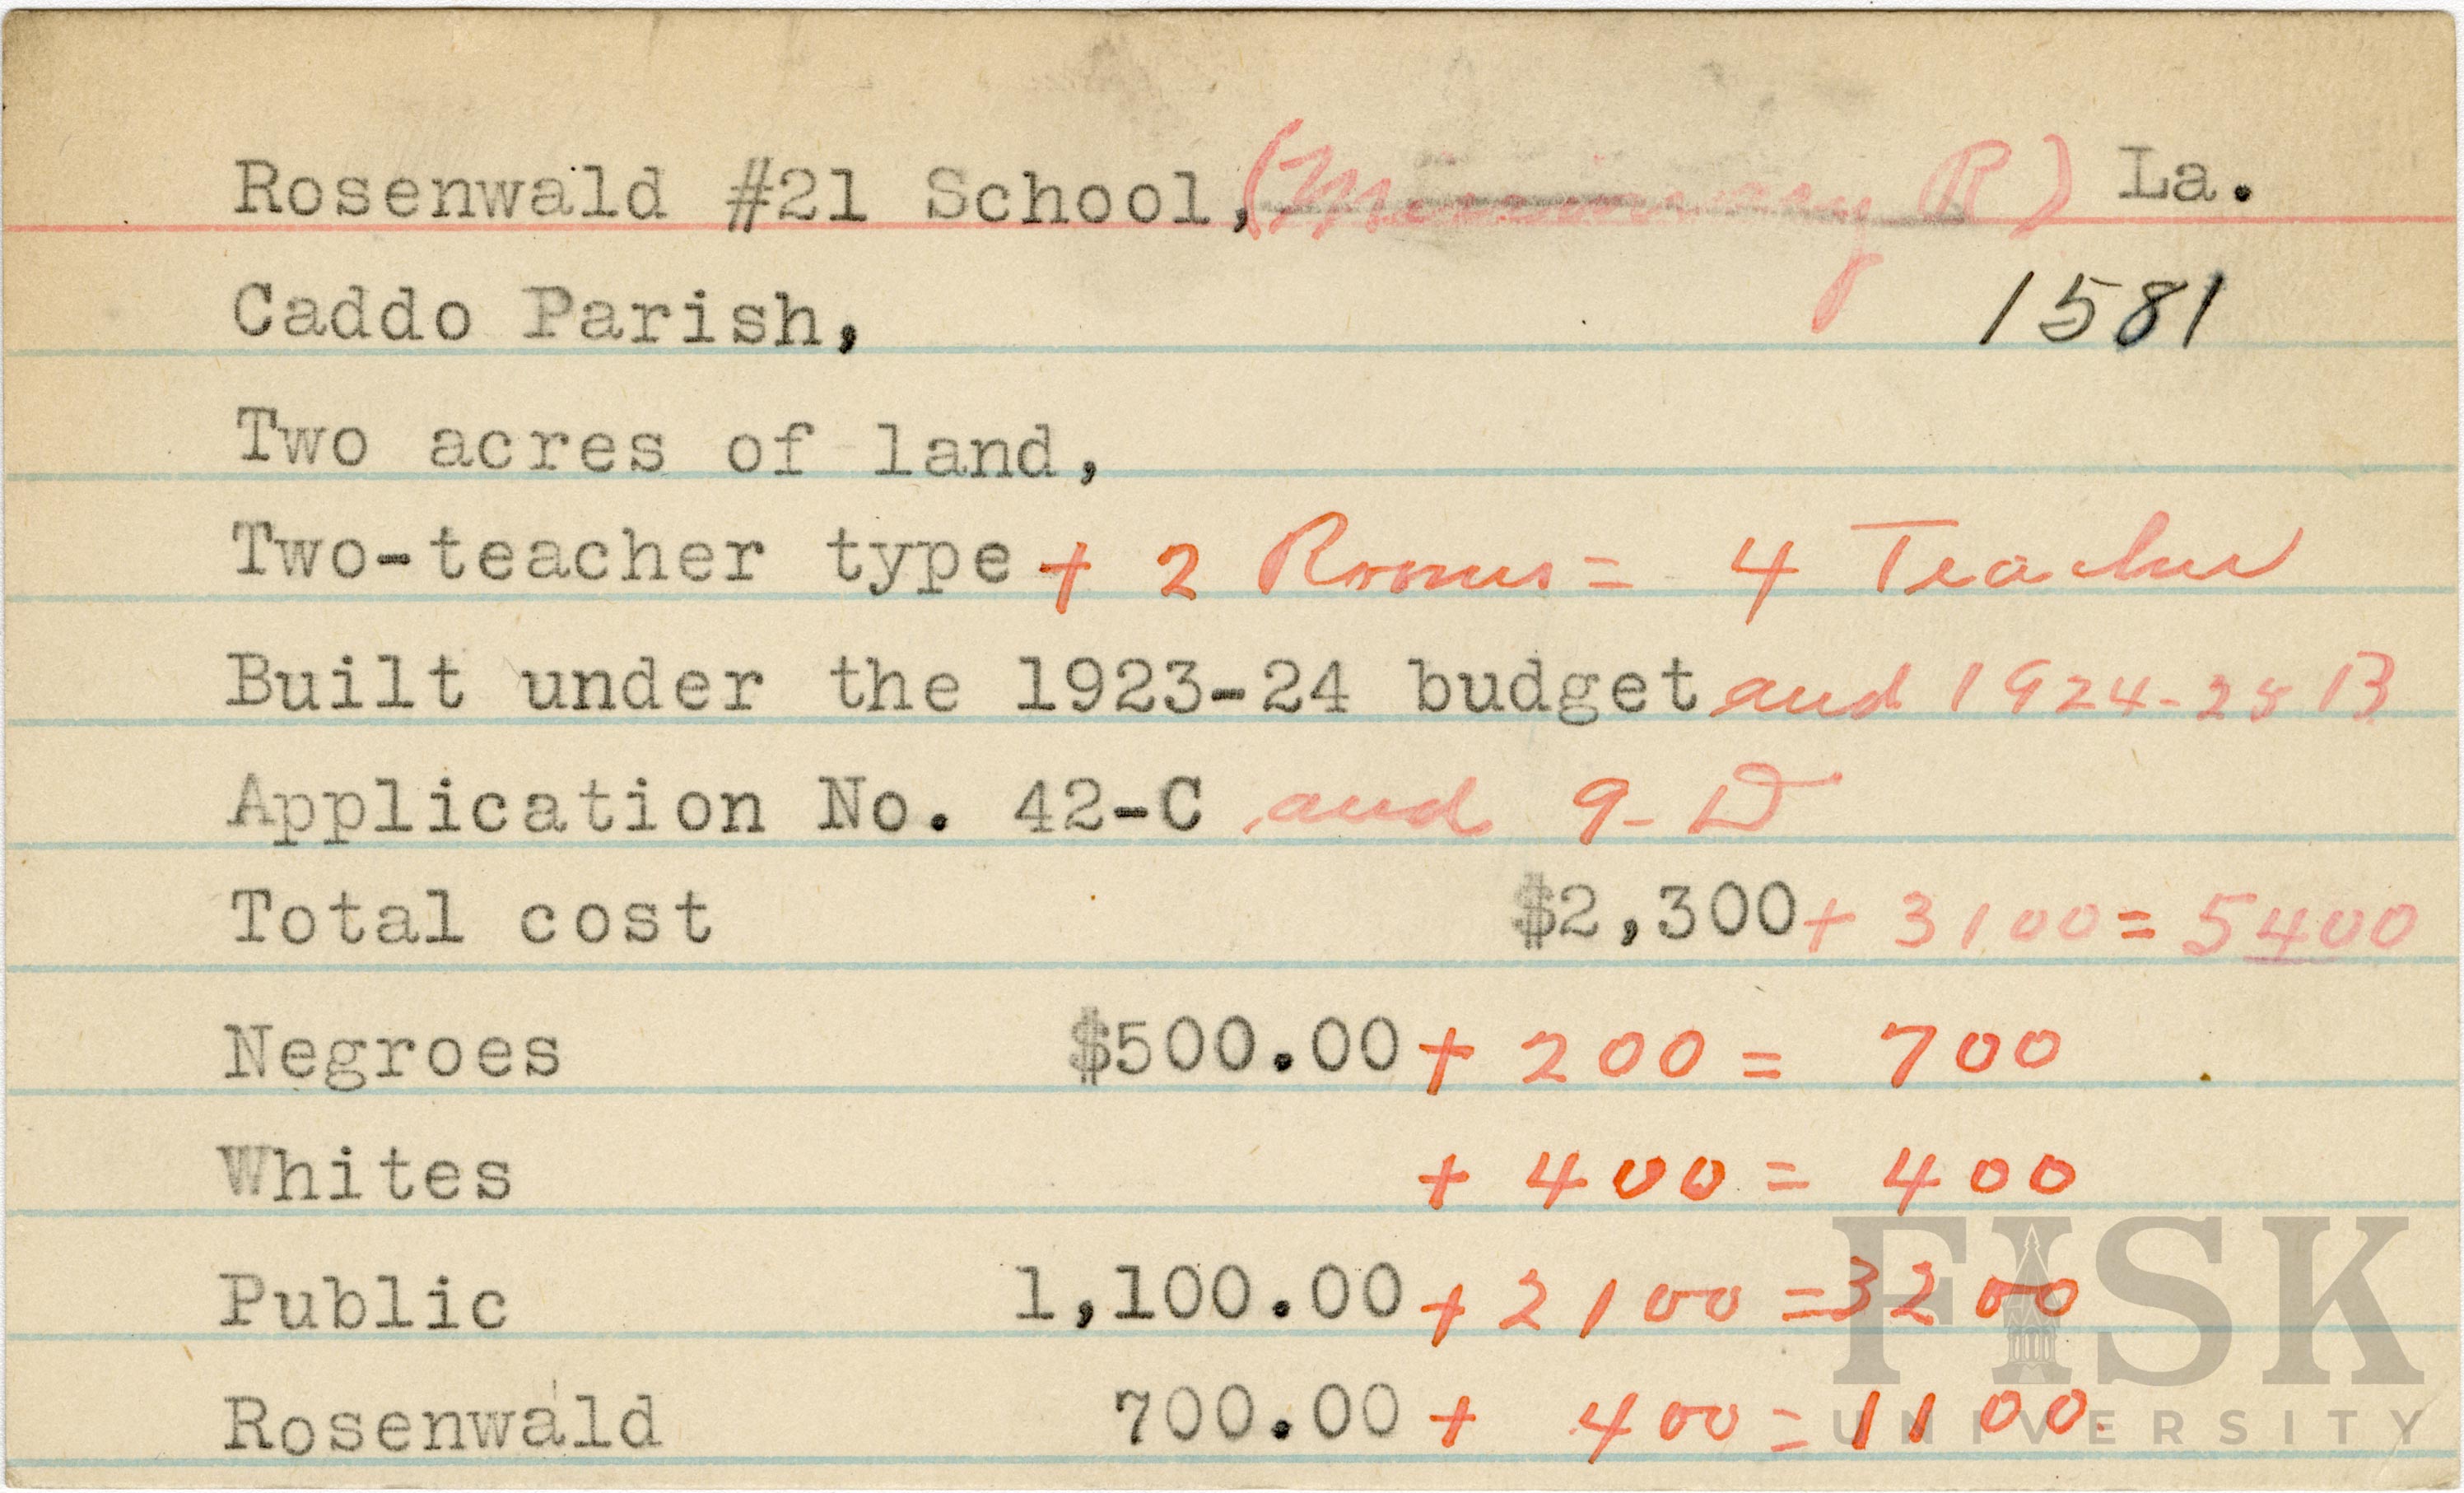 Rosenwald #21 School, (Missionary R) La.
Caddo Parish, 1581
Two acres of land,
Two-teacher type + 2 Rooms = 4 Teacher
Built under the 1923-24 budget and 1924-25 B
Application No. 42-C and 9-D
Total cost $2,300 + 3100 = 5400
Negroes $500.00 + 200 = 700
Whites + 400 = 400
Public 1,100.00 + 2100 = 3200
Rosenwald 700.00 + 400 = 1100
FISK
UNIVERSITY